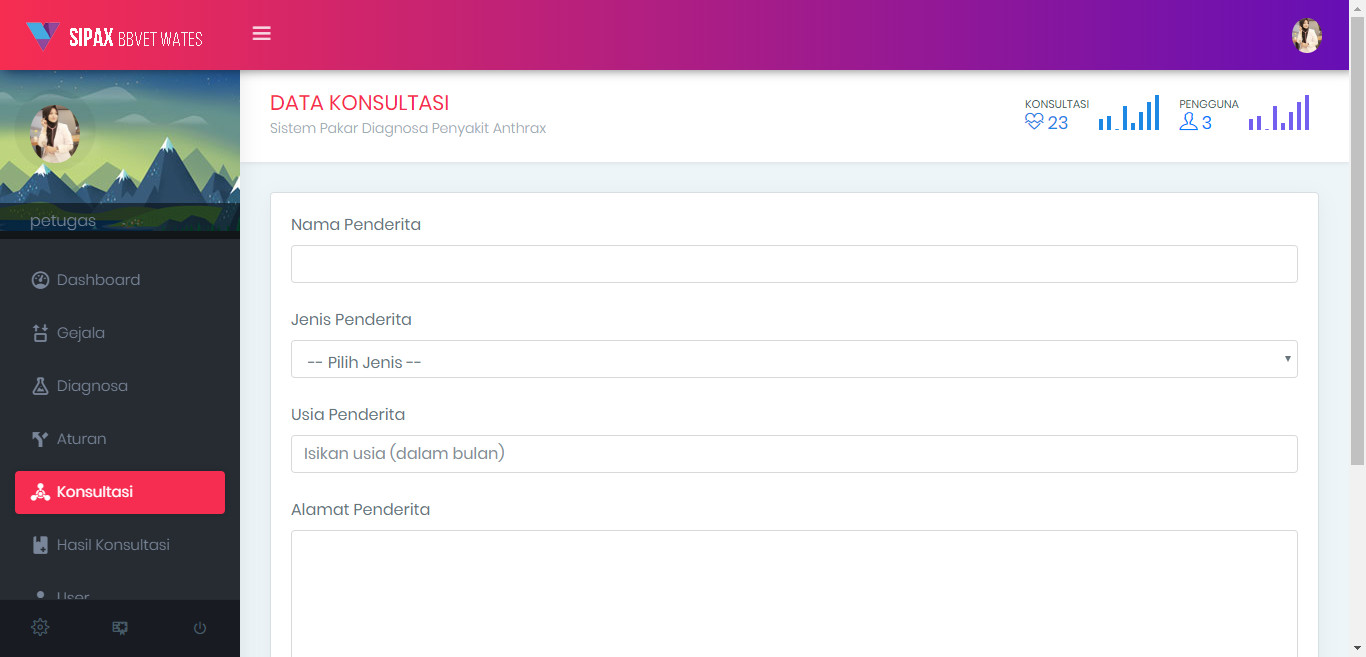 SIPAX BBVET WATES
DATA KONSULTASI
Sistem Pakar Diagnosa Penyakit Anthrax
KONSULTASI
23
PENGGUNA
3
petugas
Dashboard
Gejala
Diagnosa
Aturan
Konsultasi
Hasil Konsultasi
User
Nama Penderita
Jenis Penderita
-- Pilih Jenis --
Usia Penderita
Isikan usia (dalam bulan)
Alamat Penderita